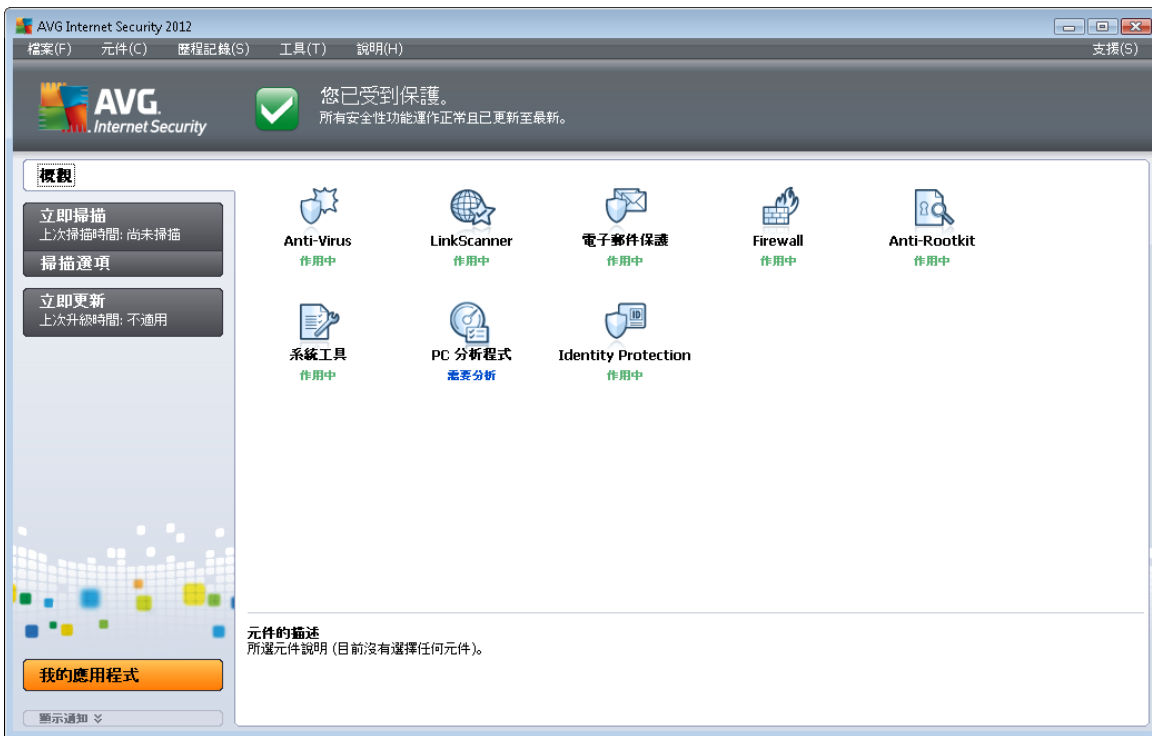 AVG Internet Security 2012
檔案(F) 元件(C) 歷程記錄(S) 工具(T) 說明(H) 支援(S)
AVG.
Internet Security
您已受到保護。
所有安全性功能運作正常且已更新至最新。
概觀
立即掃描
上次掃描時間: 尚未掃描
掃描選項
立即更新
上次升級時間: 不適用
Anti-Virus
作用中
LinkScanner
作用中
電子郵件保護
作用中
Firewall
作用中
Anti-Rootkit
作用中
系統工具
作用中
PC 分析程式
需要分析
Identity Protection
作用中
元件的描述
所選元件說明 (目前沒有選擇任何元件)。
我的應用程式
顯示通知